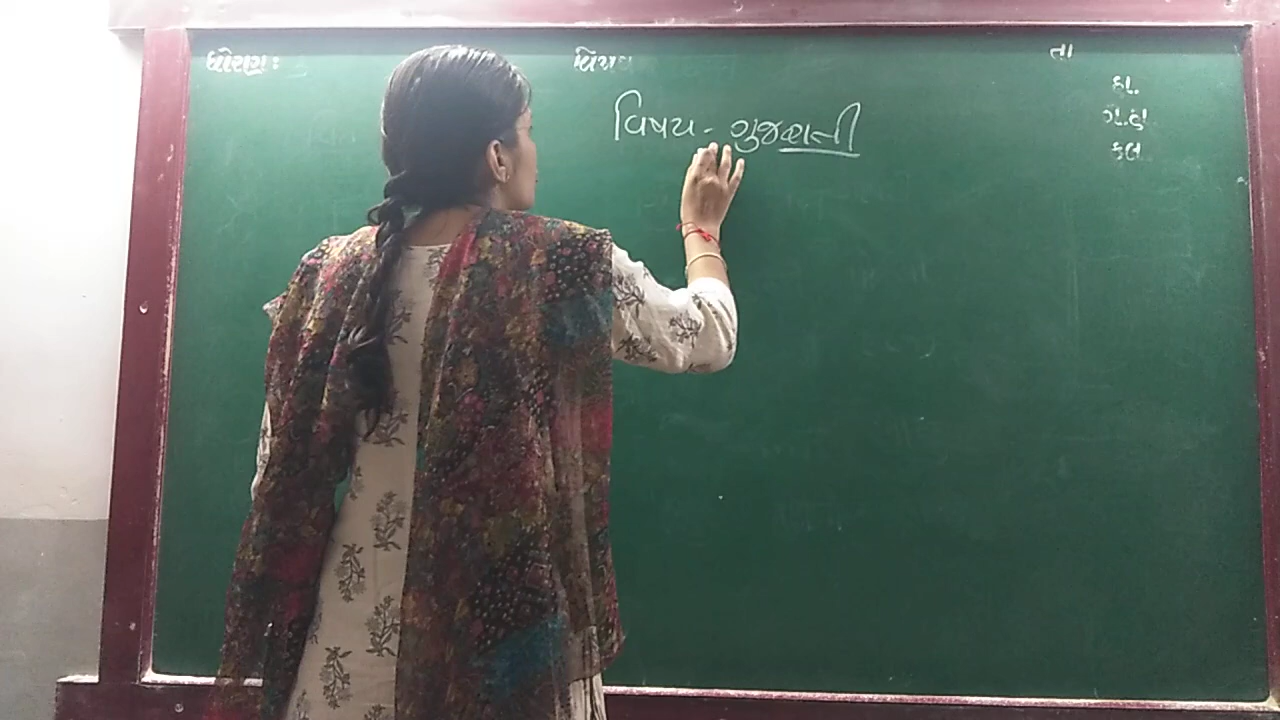 ધોરણ: વિષય તા
હા.
ગે.હા.
કુલ
વિષય - ગુજરાતી